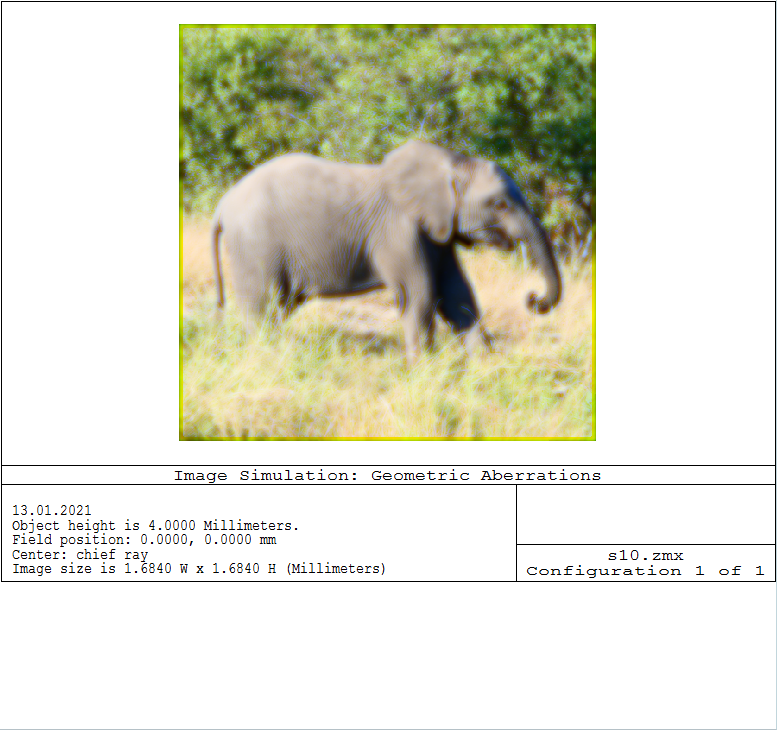 Image Simulation: Geometric Aberrations
13.01.2021
Object height is 4.0000 Millimeters.
Field position: 0.0000, 0.0000 mm
Center: chief ray
Image size is 1.6840 W x 1.6840 H (Millimeters)
s10.zmx
Configuration 1 of 1